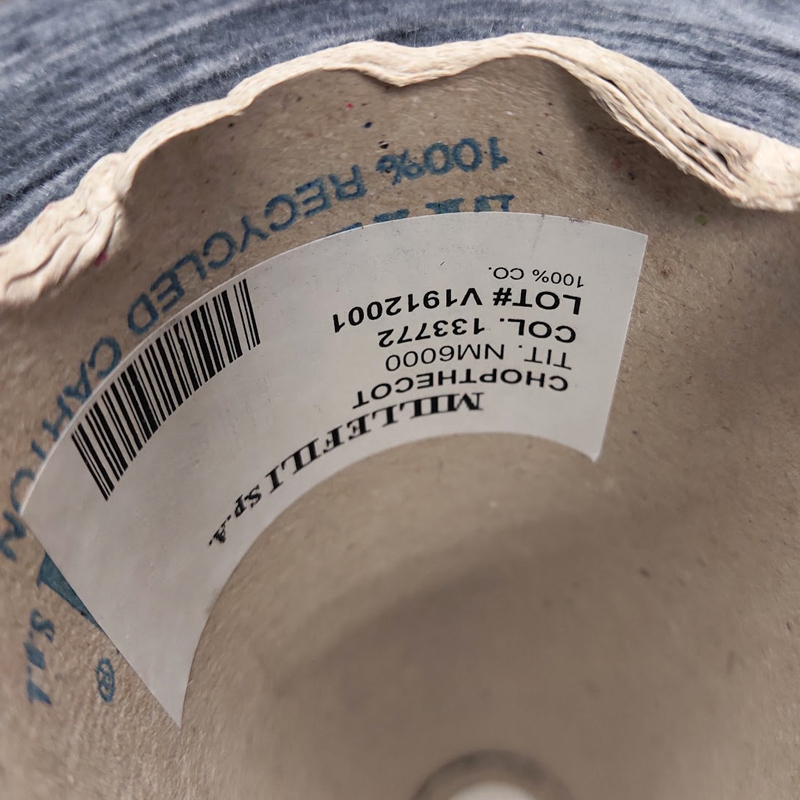 MILLEFILI Sp.A.
CHOPTHECOT
TIT. NM6000
COL. 133772
LOT# V1912001
100% CO.
100% RECYCLED CARTON
S.R.L
®